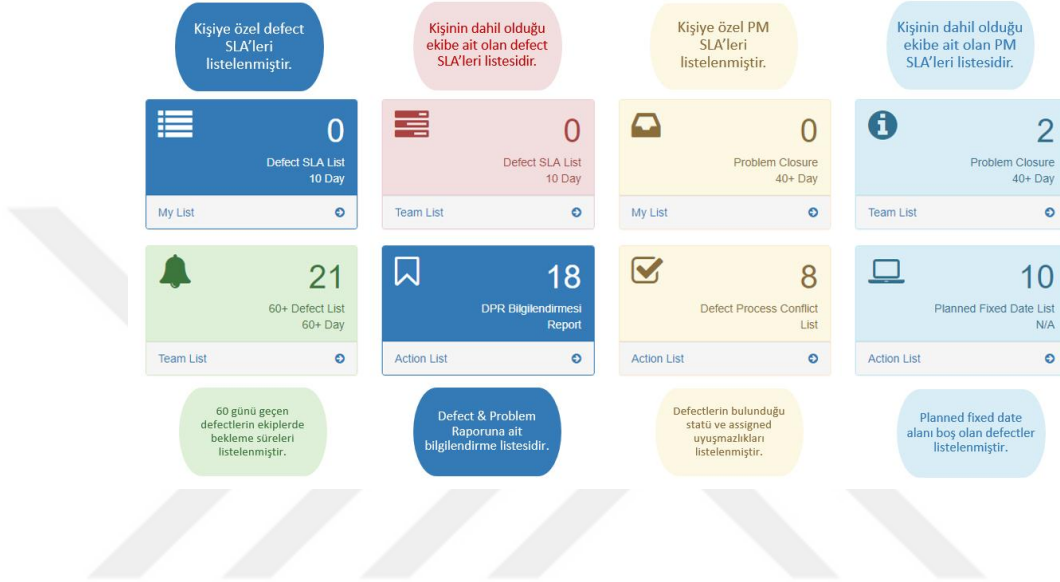 Kişiye özel defect
SLA'leri
listelenmiştir.
Kişinin dahil olduğu
ekibe ait olan defect
SLA'leri listesidir.
Kişiye özel PM
SLA'leri
listelenmiştir.
Kişinin dahil olduğu
ekibe ait olan PM
SLA'leri listesidir.
0
Defect SLA List
10 Day
My List
0
Defect SLA List
10 Day
Team List
0
Problem Closure
40+ Day
My List
2
Problem Closure
40+ Day
Team List
21
60+ Defect List
60+ Day
Team List
18
DPR Bilgilendirmesi
Report
Action List
8
Defect Process Conflict
List
Action List
10
Planned Fixed Date List
N/A
Action List
60 günü geçen
defectlerin ekiplerde
bekleme süreleri
listelenmiştir.
Defect & Problem
Raporuna ait
bilgilendirme listesidir.
Defectlerin bulunduğu
statü ve assigned
uyuşmazlıkları
listelenmiştir.
Planned fixed date
alanı boş olan defectler
listelenmiştir.